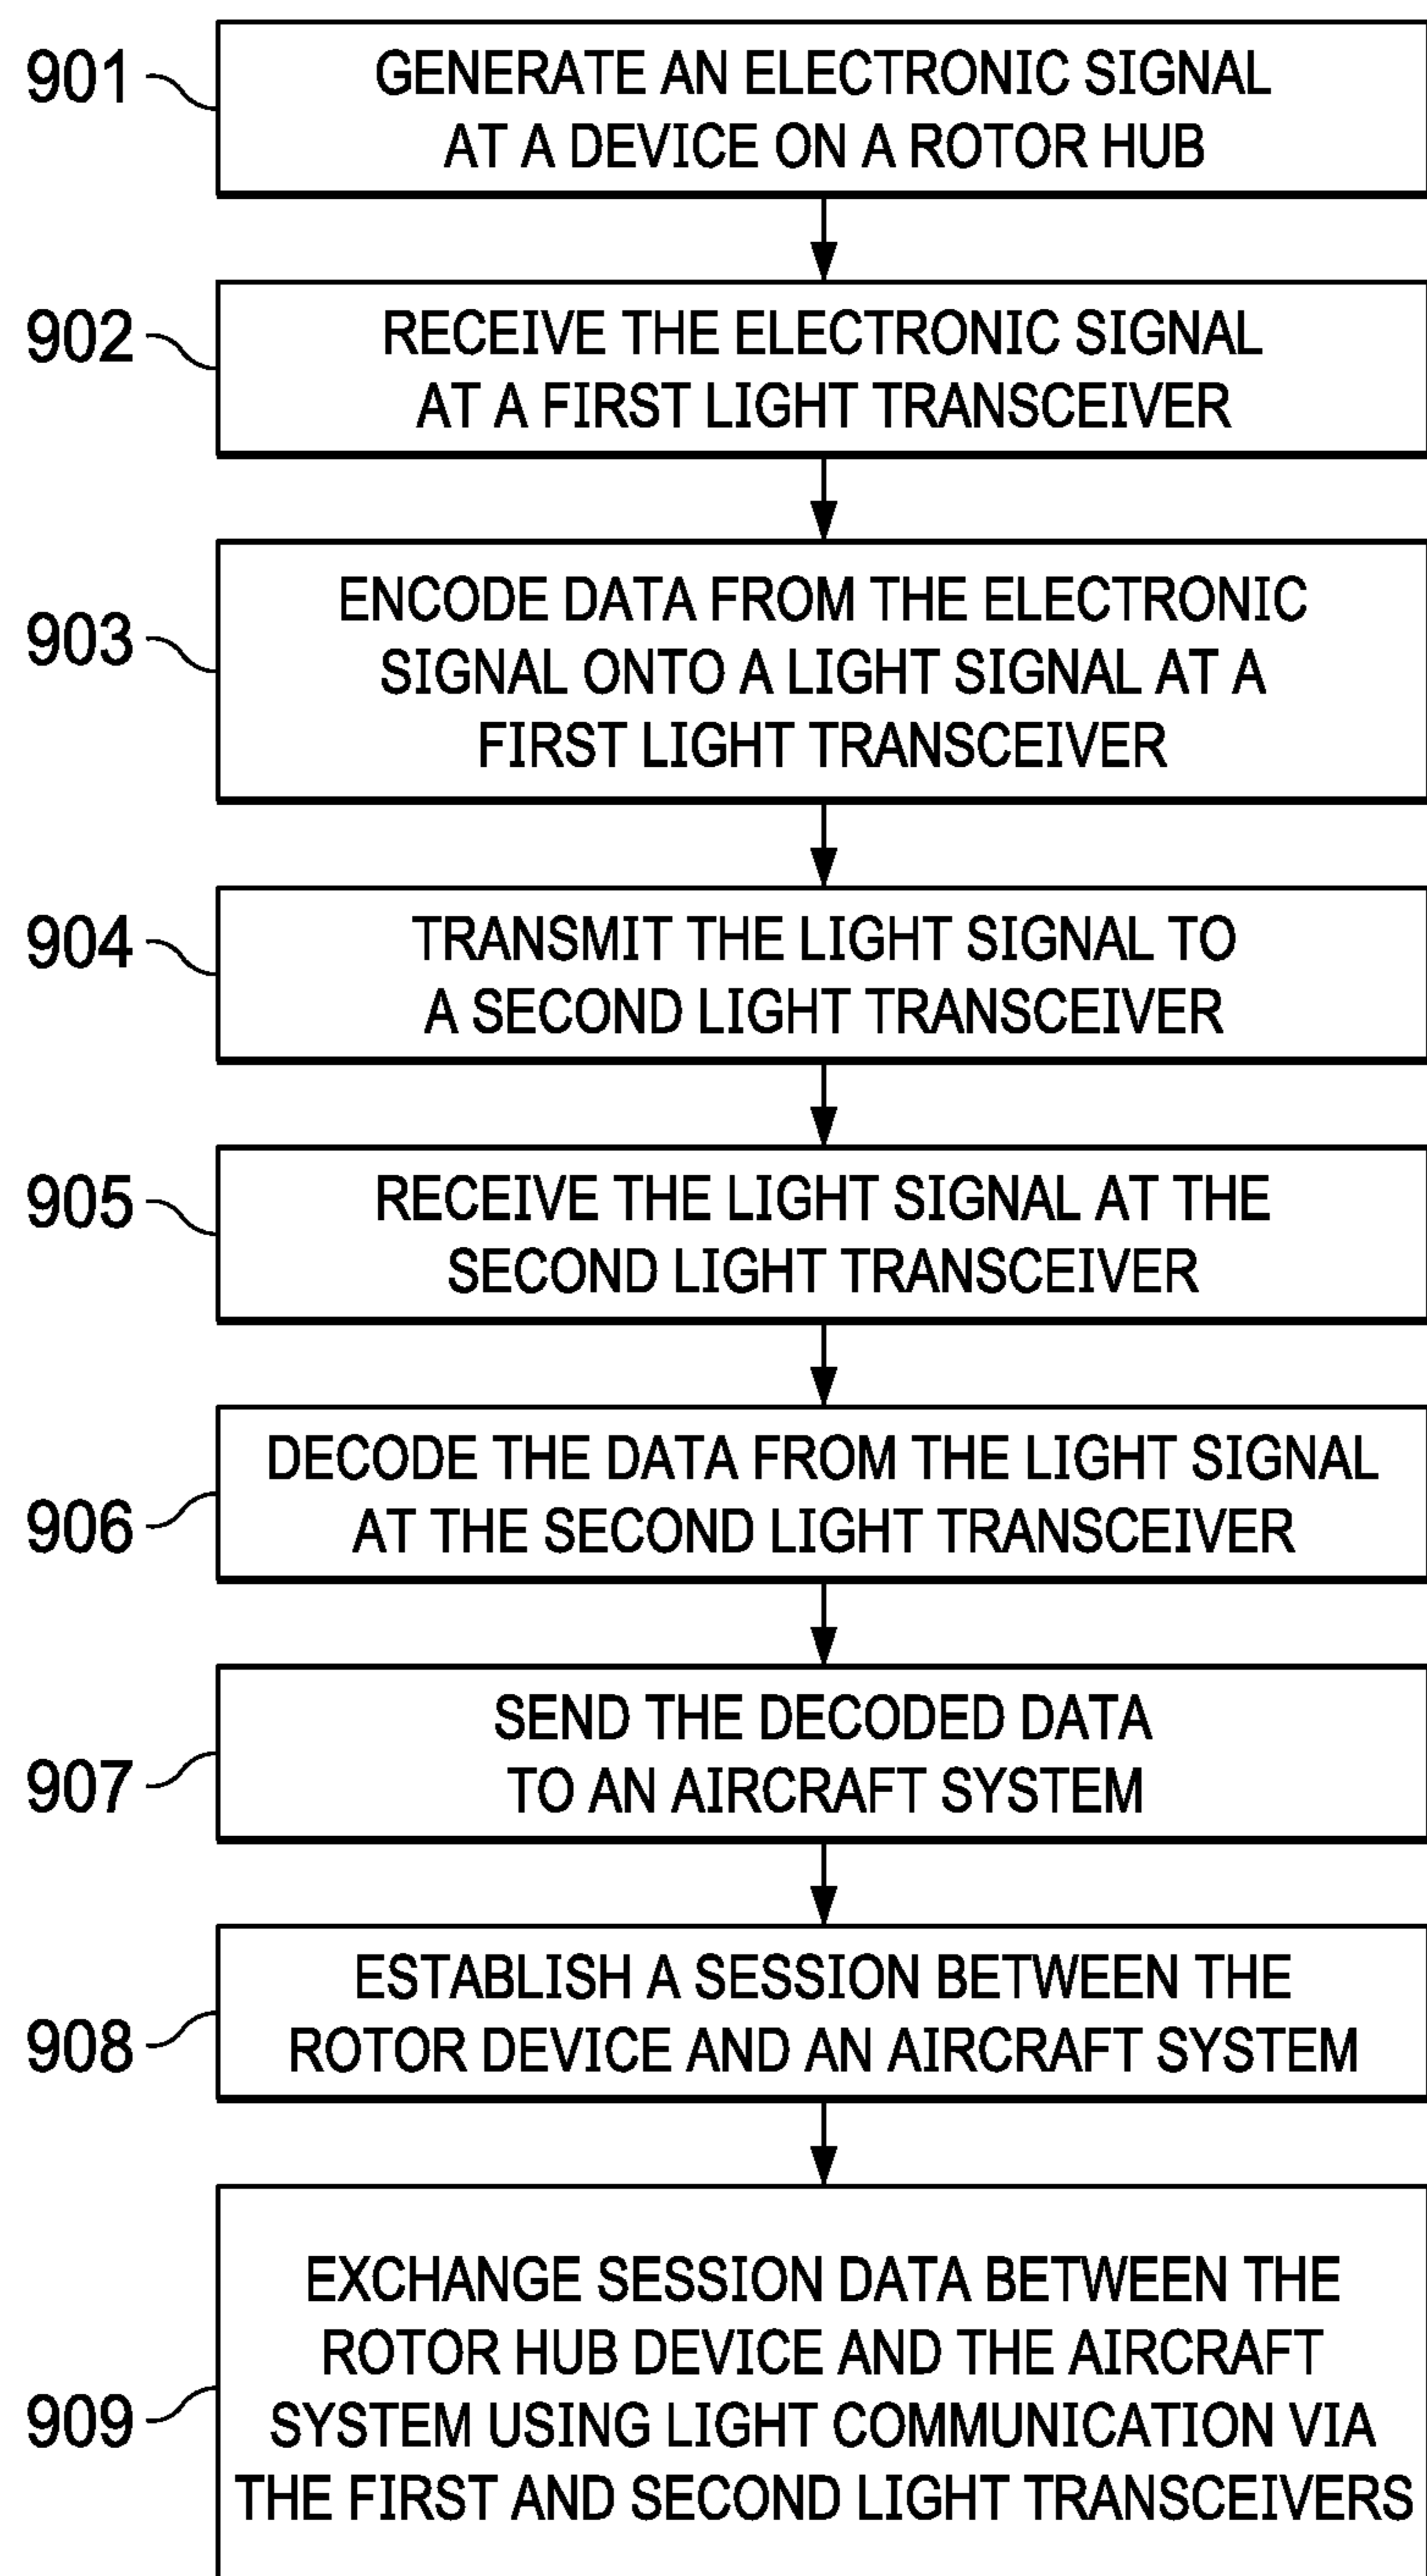 901
GENERATE AN ELECTRONIC SIGNAL
AT A DEVICE ON A ROTOR HUB
902
RECEIVE THE ELECTRONIC SIGNAL
AT A FIRST LIGHT TRANSCEIVER
903
ENCODE DATA FROM THE ELECTRONIC
SIGNAL ONTO A LIGHT SIGNAL AT A
FIRST LIGHT TRANSCEIVER
904
TRANSMIT THE LIGHT SIGNAL TO
A SECOND LIGHT TRANSCEIVER
905
RECEIVE THE LIGHT SIGNAL AT THE
SECOND LIGHT TRANSCEIVER
906
DECODE THE DATA FROM THE LIGHT SIGNAL
AT THE SECOND LIGHT TRANSCEIVER
907
SEND THE DECODED DATA
TO AN AIRCRAFT SYSTEM
908
ESTABLISH A SESSION BETWEEN THE
ROTOR DEVICE AND AN AIRCRAFT SYSTEM
909
EXCHANGE SESSION DATA BETWEEN THE
ROTOR HUB DEVICE AND THE AIRCRAFT
SYSTEM USING LIGHT COMMUNICATION VIA
THE FIRST AND SECOND LIGHT TRANSCEIVERS